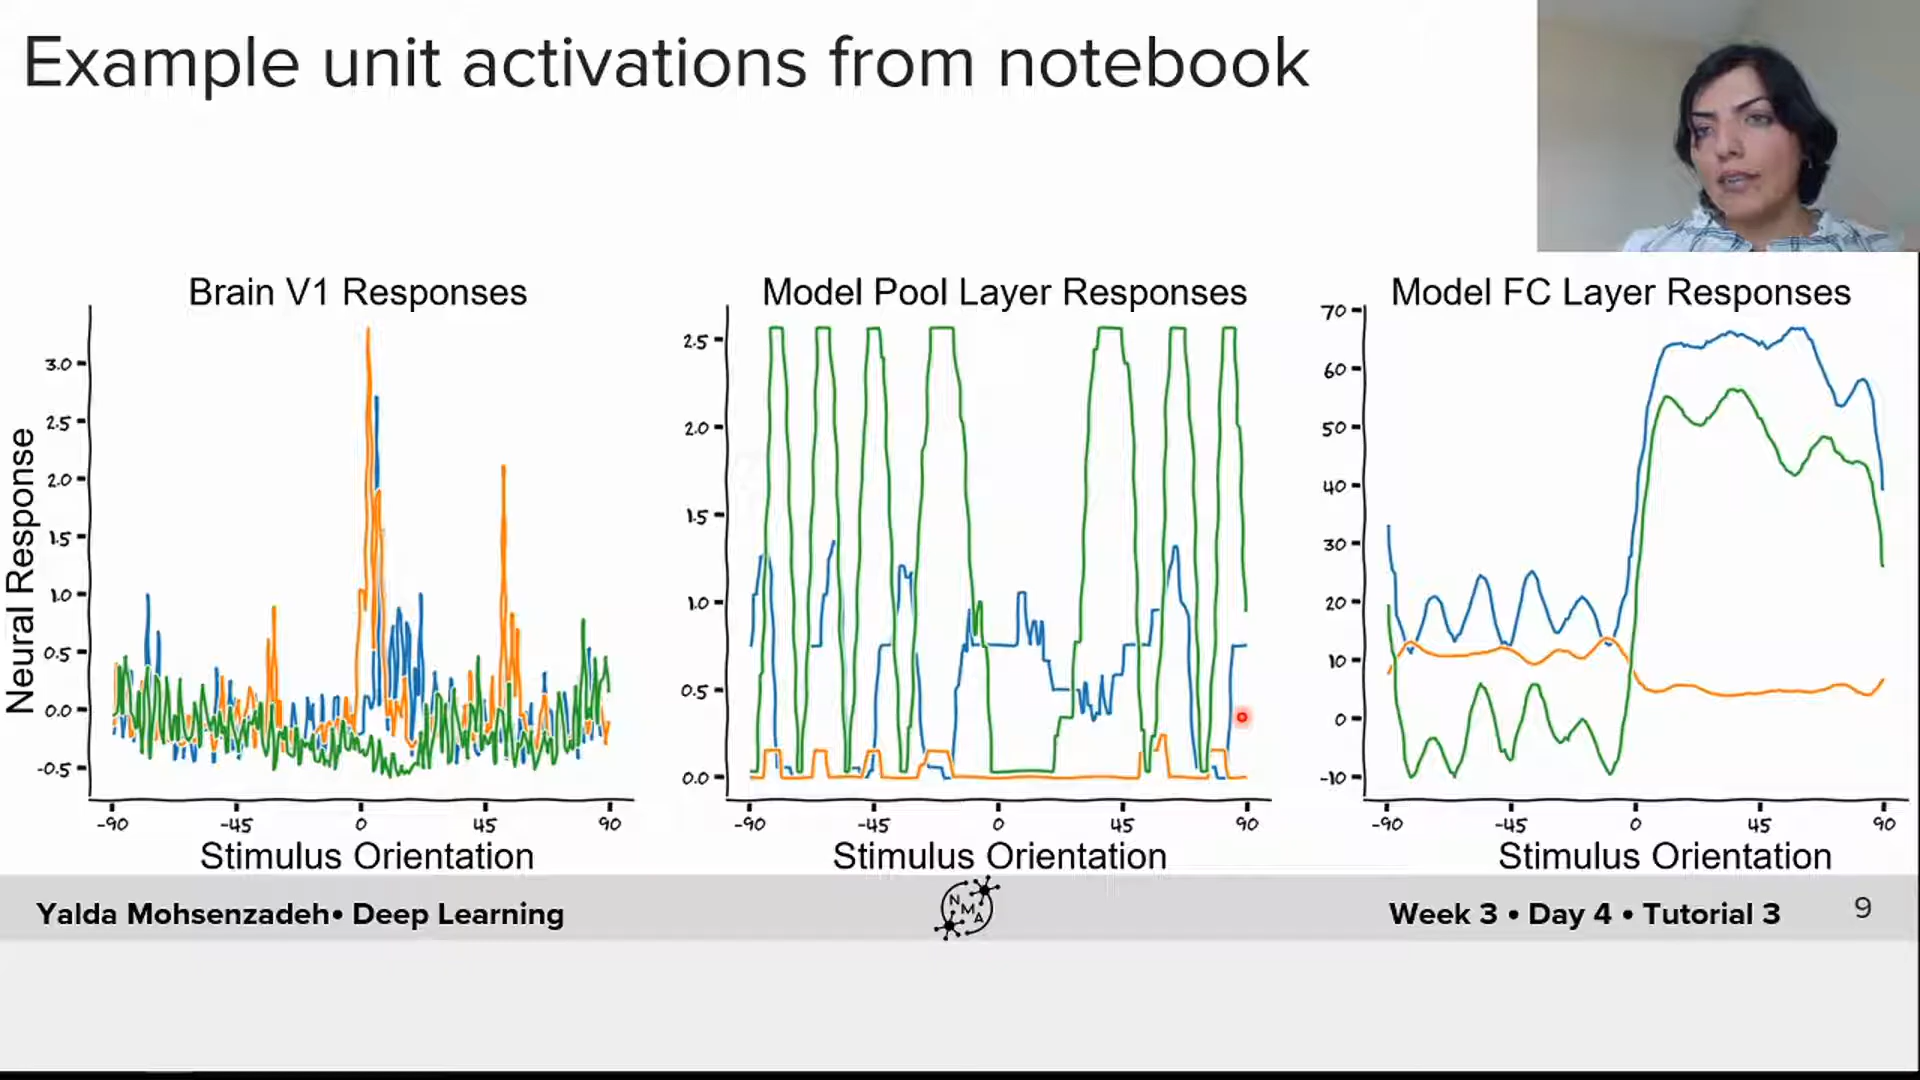 Example unit activations from notebook
Brain V1 Responses
Neural Response
3.0
2.5
2.0
1.5
1.0
0.5
0.0
-0.5
-90 -45 0 45 90
Stimulus Orientation
Model Pool Layer Responses
2.5
2.0
1.5
1.0
0.5
0.0
-90 -45 0 45 90
Stimulus Orientation
Model FC Layer Responses
70
60
50
40
30
20
10
0
-10
-90 -45 0 45 90
Stimulus Orientation
Yalda Mohsenzadeh• Deep Learning
N
M
A
Week 3 • Day 4 • Tutorial 3
9